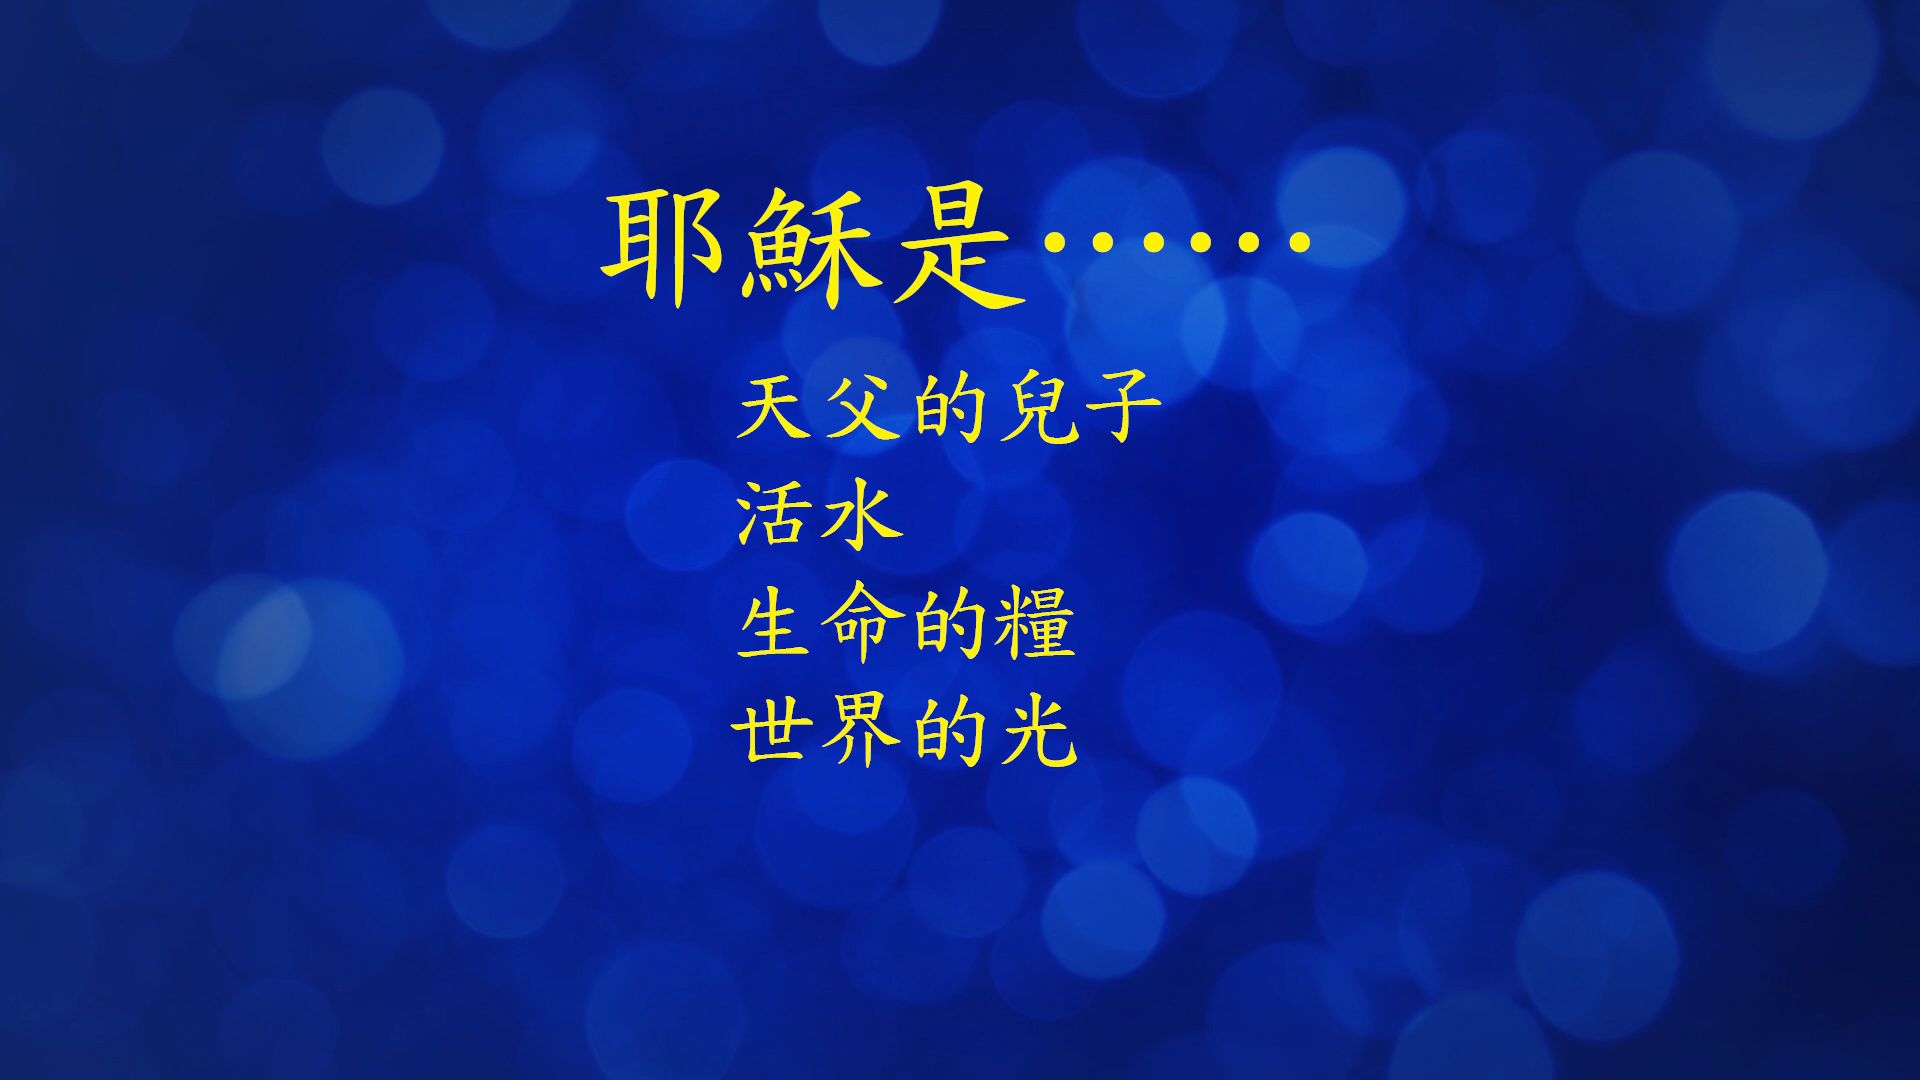 耶穌是⋯⋯
天父的兒子
活水
生命的糧
世界的光